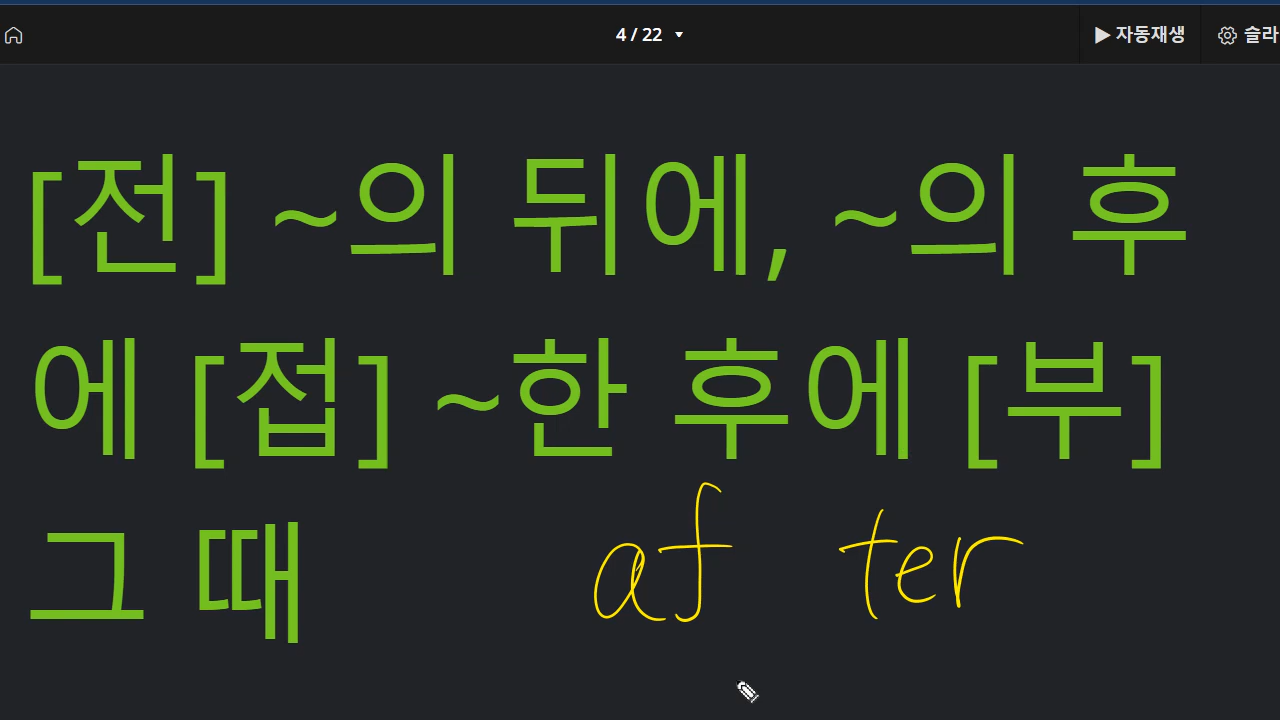 4 / 22
자동재생
슬라
[전] ~의 뒤에, ~의 후
에 [접] ~한 후에 [부]
그 때
af ter